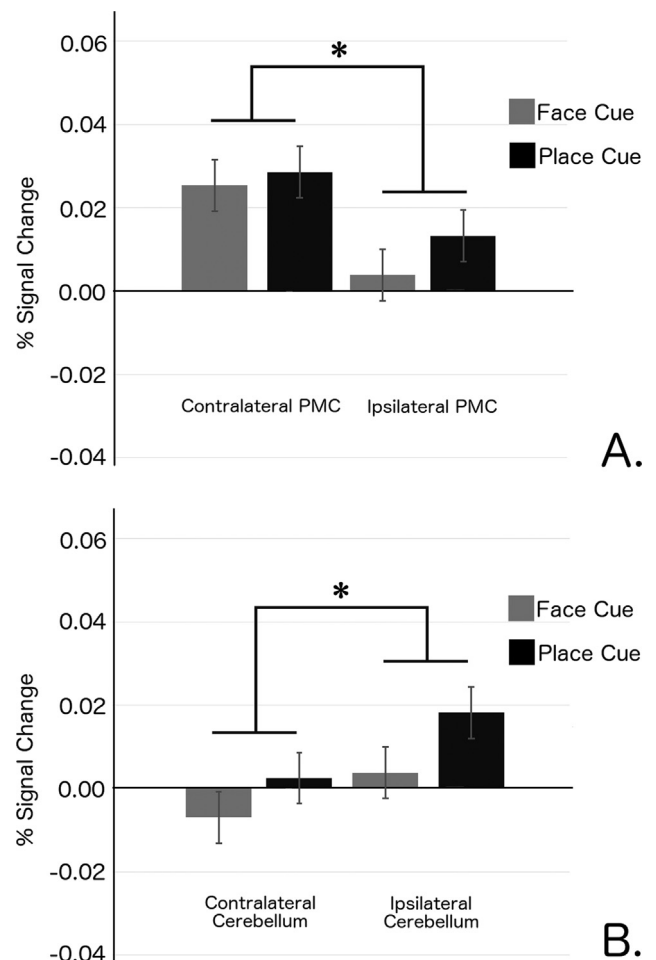 0.06
*
Face Cue
0.04
Place Cue
% Signal Change
0.02
0.00
-0.02
Contralateral PMC Ipsilateral PMC
-0.04
A.
0.06
*
Face Cue
0.04
Place Cue
% Signal Change
0.02
0.00
-0.02
Contralateral Cerebellum
Ipsilateral Cerebellum
-0.04
B.